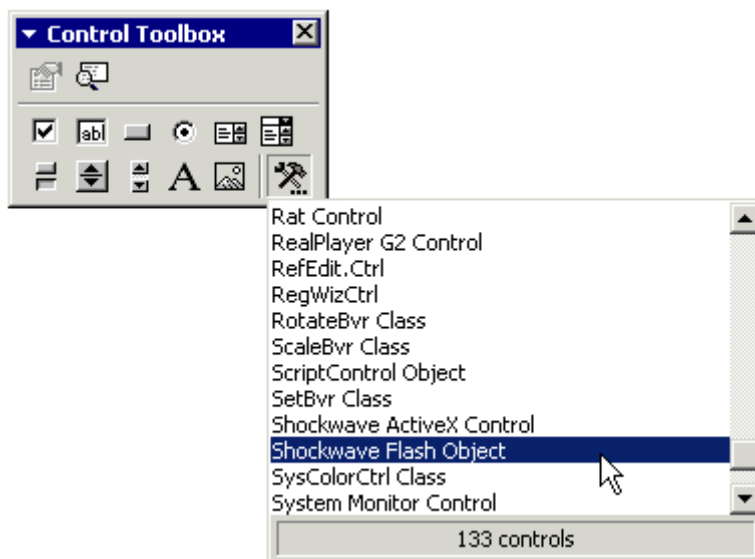 Control Toolbox
abl
A
Rat Control
RealPlayer G2 Control
RefEdit.Ctrl
RegWizCtrl
RotateBvr Class
ScaleBvr Class
ScriptControl Object
SetBvr Class
Shockwave ActiveX Control
Shockwave Flash Object
SysColorCtrl Class
System Monitor Control
133 controls